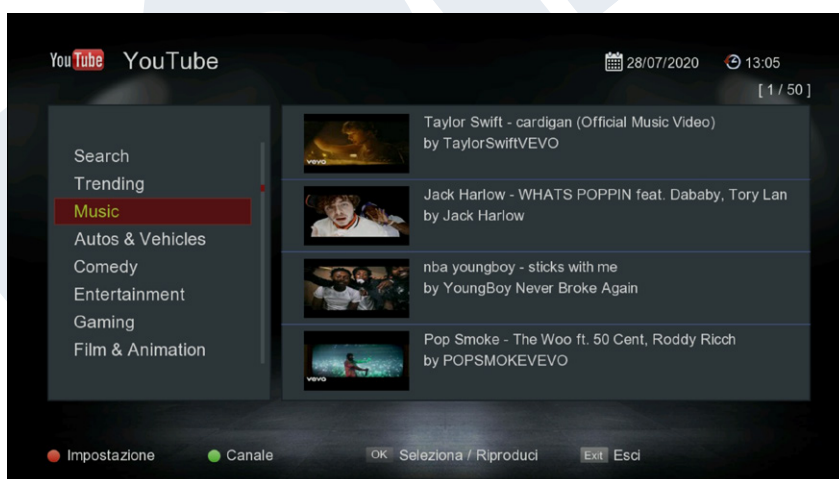 YouTube YouTube
28/07/2020 13:05
[ 1 / 50 ]
Search
Trending
Music
Autos & Vehicles
Comedy
Entertainment
Gaming
Film & Animation
Taylor Swift - cardigan (Official Music Video)
by TaylorSwiftVEVO
vevo
Jack Harlow - WHATS POPPIN feat. Dababy, Tory Lan
by Jack Harlow
nba youngboy - sticks with me
by YoungBoy Never Broke Again
Pop Smoke - The Woo ft. 50 Cent, Roddy Ricch
by POPSMOKEVEVO
vevo
Impostazione Canale OK Seleziona / Riproduci Exit Esci